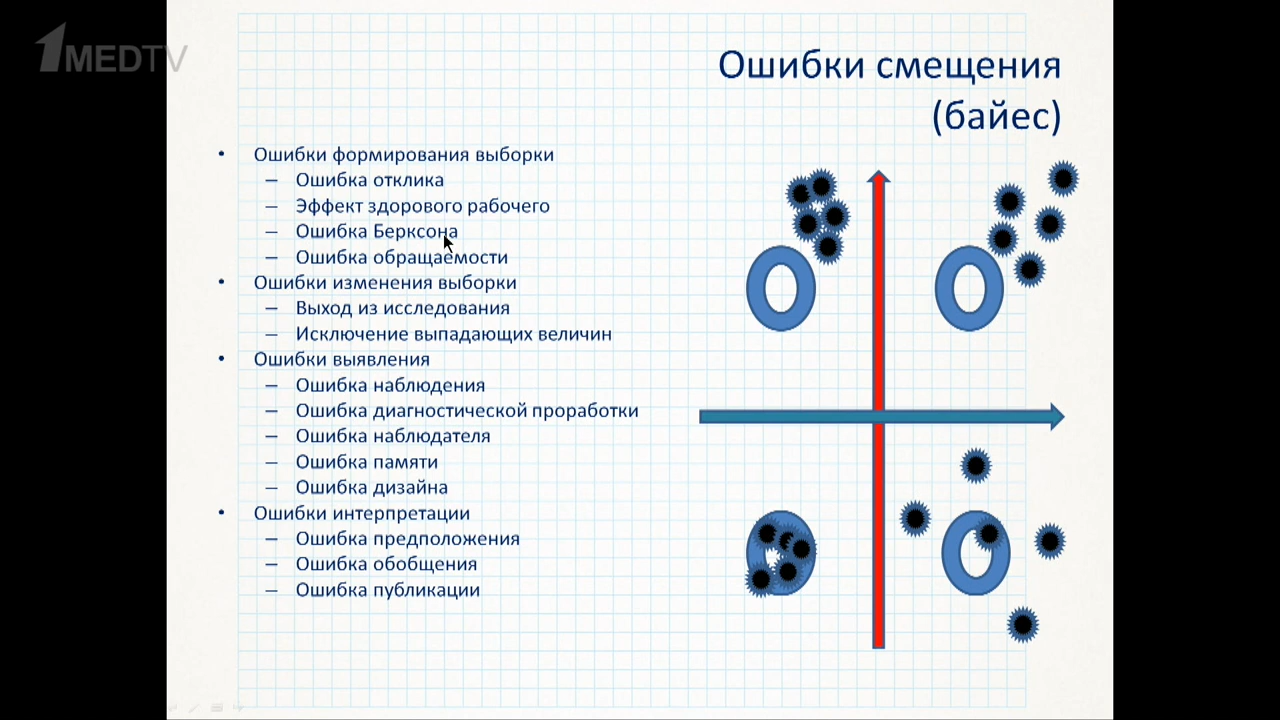 1MEDTV
Ошибки смещения
(байес)
• Ошибки формирования выборки
– Ошибка отклика
– Эффект здорового рабочего
– Ошибка Берксона
– Ошибка обращаемости
• Ошибки изменения выборки
– Выход из исследования
– Исключение выпадающих величин
• Ошибки выявления
– Ошибка наблюдения
– Ошибка диагностической проработки
– Ошибка наблюдателя
– Ошибка памяти
– Ошибка дизайна
• Ошибки интерпретации
– Ошибка предположения
– Ошибка обобщения
– Ошибка публикации